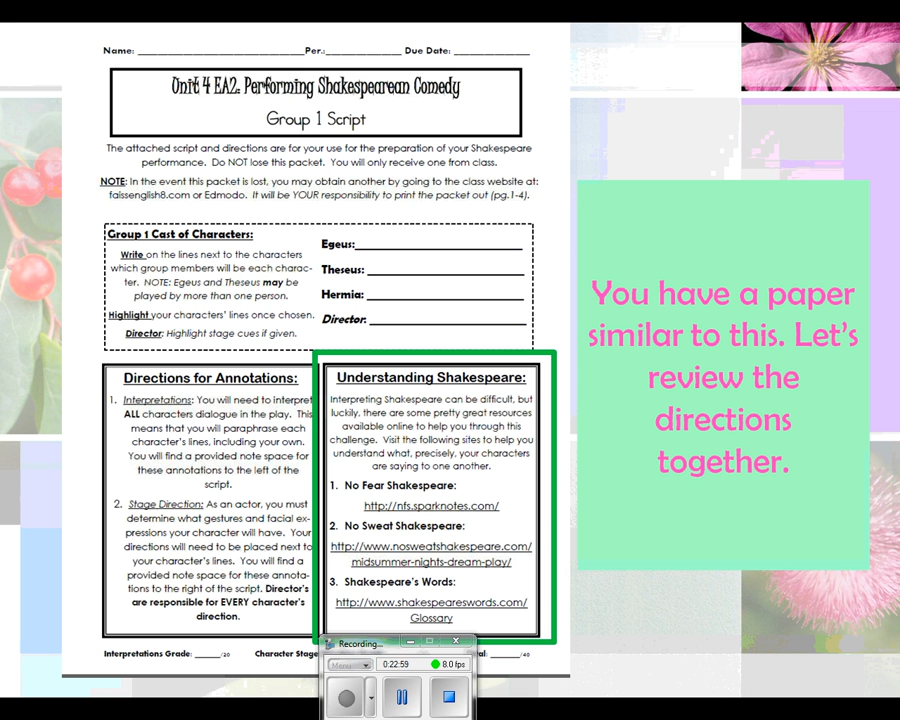 Name: ______________________________Per.:______________ Due Date: ______________
Unit 4 EA2: Performing Shakespearean Comedy
Group 1 Script
The attached script and directions are for your use for the preparation of your Shakespeare
performance. Do NOT lose this packet. You will only receive one from class.
NOTE: In the event this packet is lost, you may obtain another by going to the class website at:
faissenglish8.com or Edmodo. It will be YOUR responsibility to print the packet out (pg.1-4).
Group 1 Cast of Characters:
Write on the lines next to the characters
which group members will be each charac-
ter. NOTE: Egeus and Theseus may be
played by more than one person.
Highlight your characters' lines once chosen.
Director: Highlight stage cues if given.
Egeus:______________________________
Theseus: ____________________________
Hermia: ____________________________
Director: ____________________________
Directions for Annotations:
1. Interpretations: You will need to interpret
ALL characters dialogue in the play. This
means that you will paraphrase each
character's lines, including your own.
You will find a provided note space for
these annotations to the left of the
script.
2. Stage Direction: As an actor, you must
determine what gestures and facial ex-
pressions your character will have. Your
directions will need to be placed next to
your character's lines. You will find a
provided note space for these annota-
tions to the right of the script. Director's
are responsible for EVERY character's
direction.
Understanding Shakespeare:
Interpreting Shakespeare can be difficult, but
luckily, there are some pretty great resources
available online to help you through this
challenge. Visit the following sites to help you
understand what, precisely, your characters
are saying to one another.
1. No Fear Shakespeare:
http://nfs.sparknotes.com/
2. No Sweat Shakespeare:
http://www.nosweatshakespeare.com/
midsummer-nights-dream-play/
3. Shakespeare's Words:
http://www.shakespeareswords.com/
Glossary
Interpretations Grade: ______/20 Character Stage al: ______/40
You have a paper
similar to this. Let's
review the
directions
together.
Recording...
Menu 0:22:59 8.0 fps